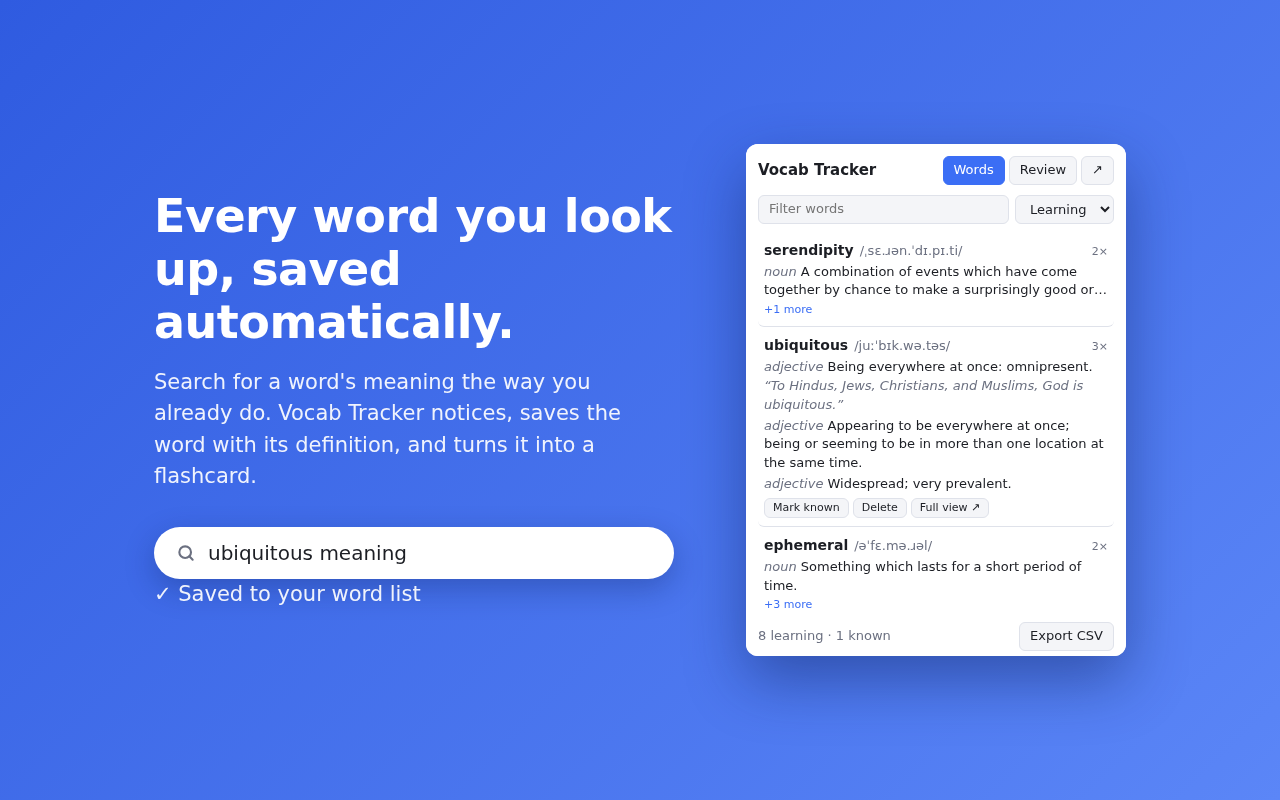 Every word you look
up, saved
automatically.
Search for a word's meaning the way you
already do. Vocab Tracker notices, saves the
word with its definition, and turns it into a
flashcard.
ubiquitous meaning
✓ Saved to your word list
Vocab Tracker
Words
Review
↗
Filter words
Learning
serendipity /ˌsɛ.ɹən.ˈdɪ.pɪ.ti/ 2×
noun A combination of events which have come
together by chance to make a surprisingly good or…
+1 more
ubiquitous /juːˈbɪk.wə.təs/ 3×
adjective Being everywhere at once: omnipresent.
“To Hindus, Jews, Christians, and Muslims, God is
ubiquitous.”
adjective Appearing to be everywhere at once;
being or seeming to be in more than one location at
the same time.
adjective Widespread; very prevalent.
Mark known
Delete
Full view ↗
ephemeral /əˈfɛ.mə.ɹəl/ 2×
noun Something which lasts for a short period of
time.
+3 more
8 learning · 1 known
Export CSV